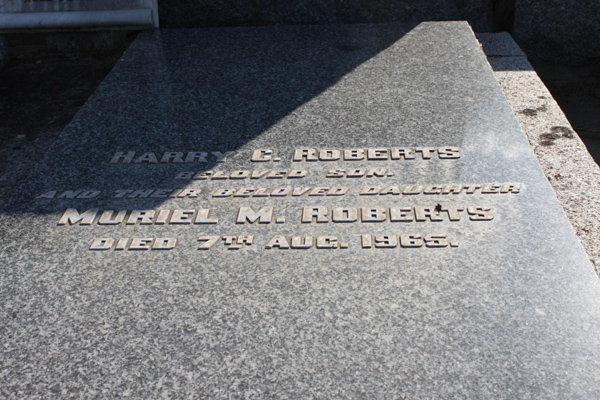 HARRY C. ROBERTS
BELOVED SON.
AND THEIR BELOVED DAUGHTER
MURIEL M. ROBERTS
DIED 7TH AUG. 1965.